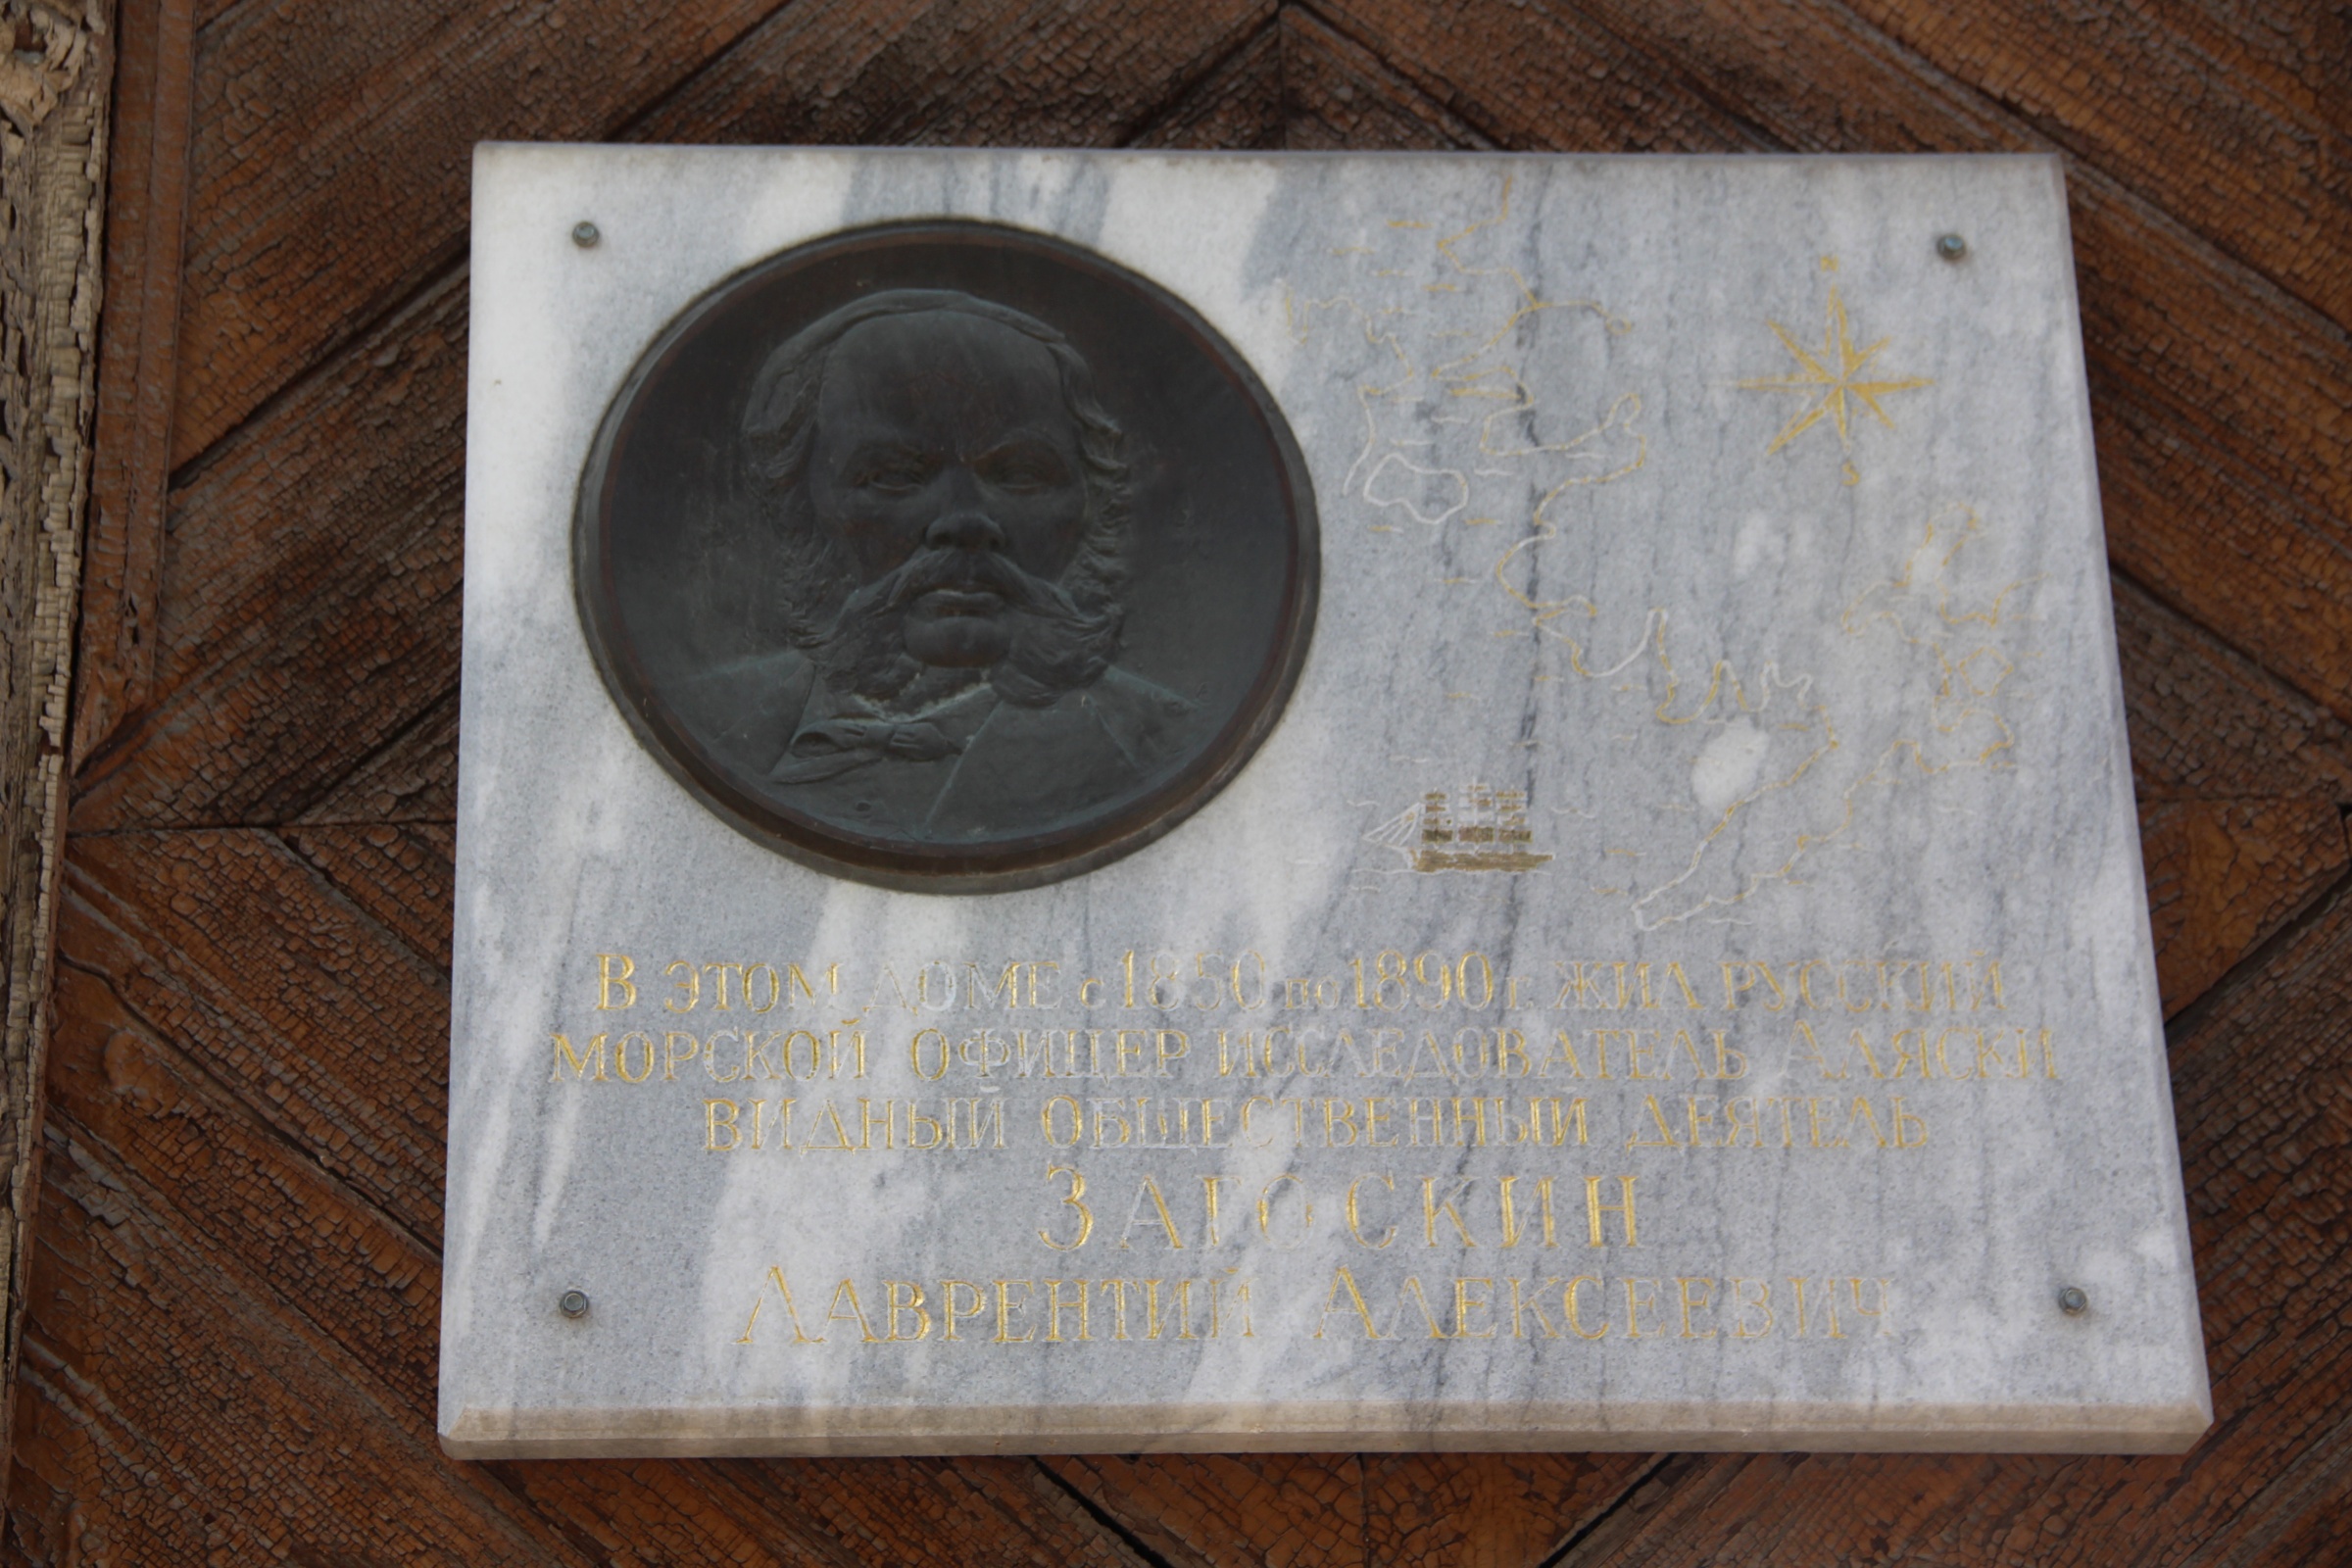 В ЭТОМ ДОМЕ с 1850 по 1890 г. ЖИЛ РУССКИЙ
МОРСКОЙ ОФИЦЕР ИССЛЕДОВАТЕЛЬ АЛЯСКИ
ВИДНЫЙ ОБЩЕСТВЕННЫЙ ДЕЯТЕЛЬ
ЗАГОСКИН
ЛАВРЕНТИЙ АЛЕКСЕЕВИЧ